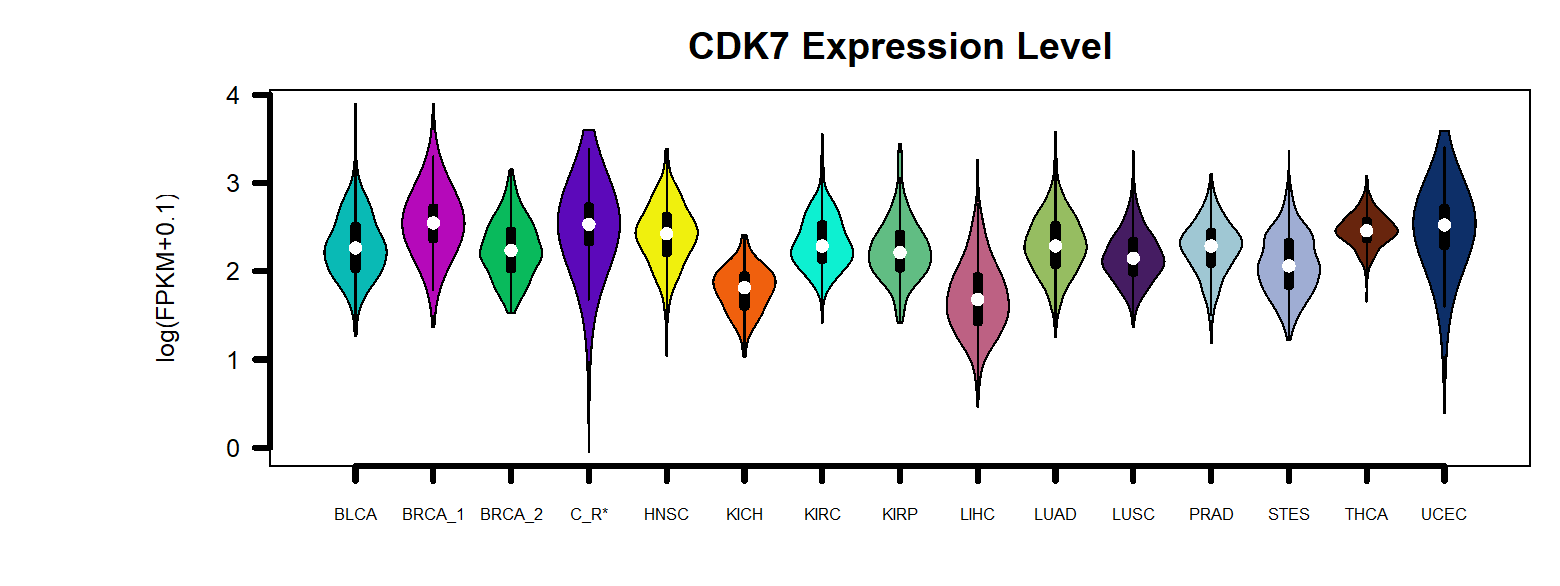 CDK7 Expression Level
log(FPKM+0.1)
4
3
2
1
0
BLCA BRCA_1 BRCA_2 C_R* HNSC KICH KIRC KIRP LIHC LUAD LUSC PRAD STES THCA UCEC